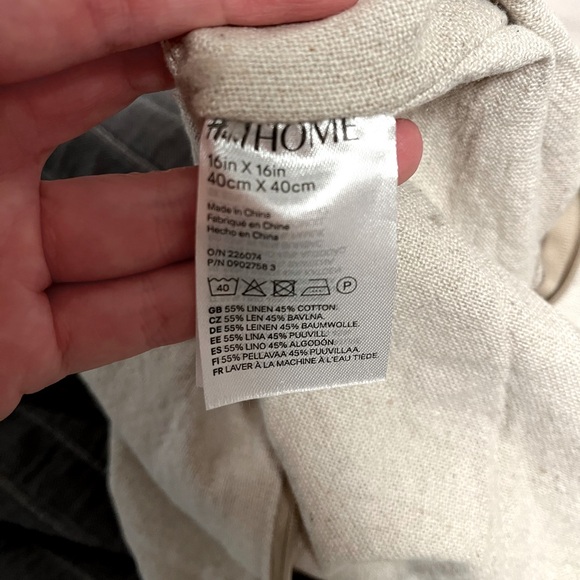 H&M HOME
16in X 16in
40cm X 40cm
Made in China
Fabriqué en Chine
Hecho en China
O/N 226074
P/N 0902758 3
40 P
GB 55% LINEN 45% COTTON.
CZ 55% LEN 45% BAVLNA.
DE 55% LEINEN 45% BAUMWOLLE.
EE 55% LINA 45% PUUVILL.
ES 55% LINO 45% ALGODÓN.
FI 55% PELLAVAA 45% PUUVILLAA.
FR LAVER À LA MACHINE À L'EAU TIÈDE.